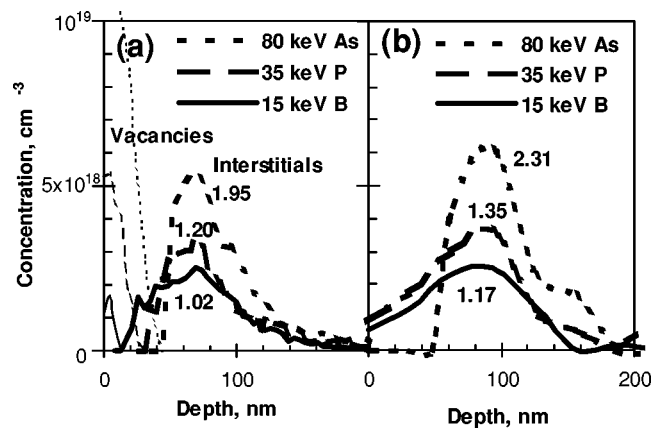 10¹⁹
(a)
80 keV As
35 keV P
15 keV B
(b)
80 keV As
35 keV P
15 keV B
Vacancies
Interstitials
Concentration, cm⁻³
5x10¹⁸
1.95
1.20
1.02
2.31
1.35
1.17
0
0
100
0
100
200
Depth, nm
Depth, nm